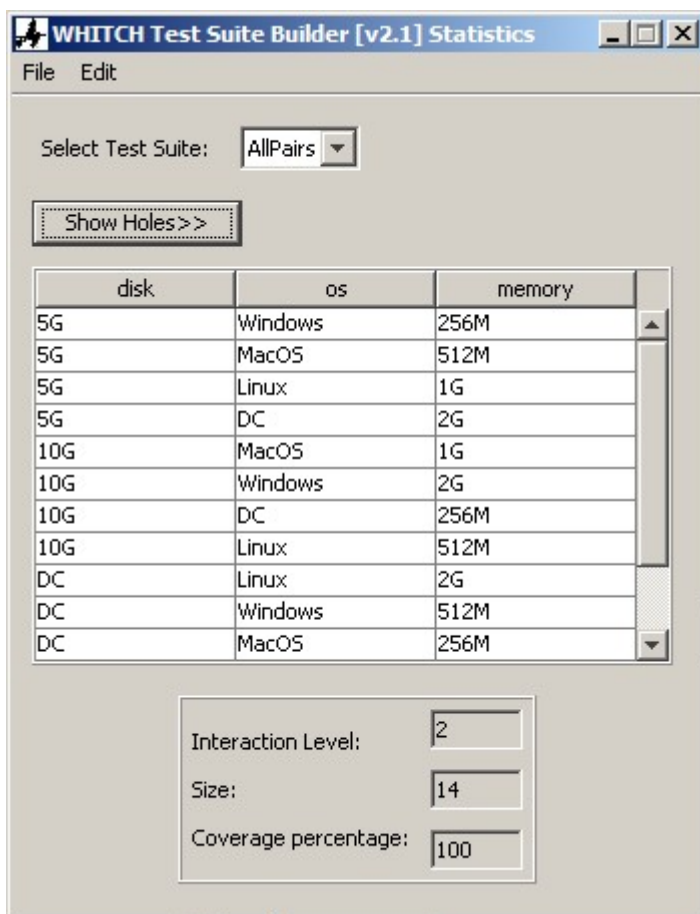 WHITCH Test Suite Builder [v2.1] Statistics
File Edit
Select Test Suite: AllPairs
Show Holes>>
disk os memory
5G Windows 256M
5G MacOS 512M
5G Linux 1G
5G DC 2G
10G MacOS 1G
10G Windows 2G
10G DC 256M
10G Linux 512M
DC Linux 2G
DC Windows 512M
DC MacOS 256M
Interaction Level: 2
Size: 14
Coverage percentage: 100